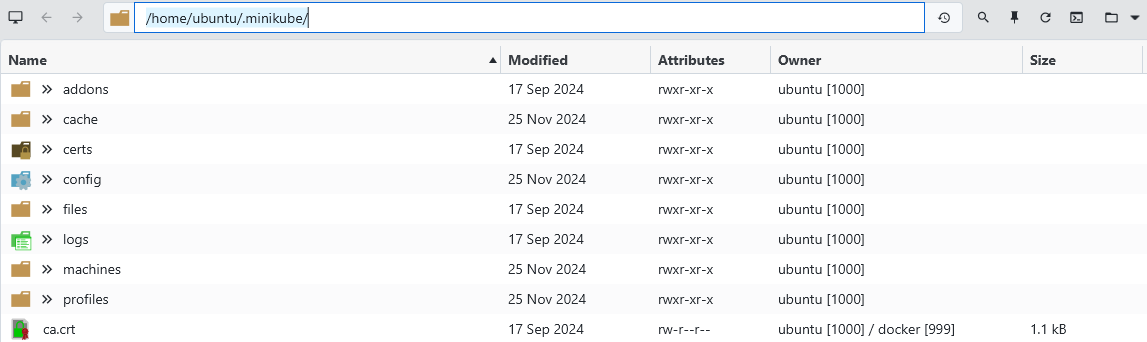 /home/ubuntu/.minikube/
Name Modified Attributes Owner Size
addons 17 Sep 2024 rwxr-xr-x ubuntu [1000]
cache 25 Nov 2024 rwxr-xr-x ubuntu [1000]
certs 17 Sep 2024 rwxr-xr-x ubuntu [1000]
config 25 Nov 2024 rwxr-xr-x ubuntu [1000]
files 17 Sep 2024 rwxr-xr-x ubuntu [1000]
logs 17 Sep 2024 rwxr-xr-x ubuntu [1000]
machines 25 Nov 2024 rwxr-xr-x ubuntu [1000]
profiles 25 Nov 2024 rwxr-xr-x ubuntu [1000]
ca.crt 17 Sep 2024 rw-r--r-- ubuntu [1000] / docker [999] 1.1 kB